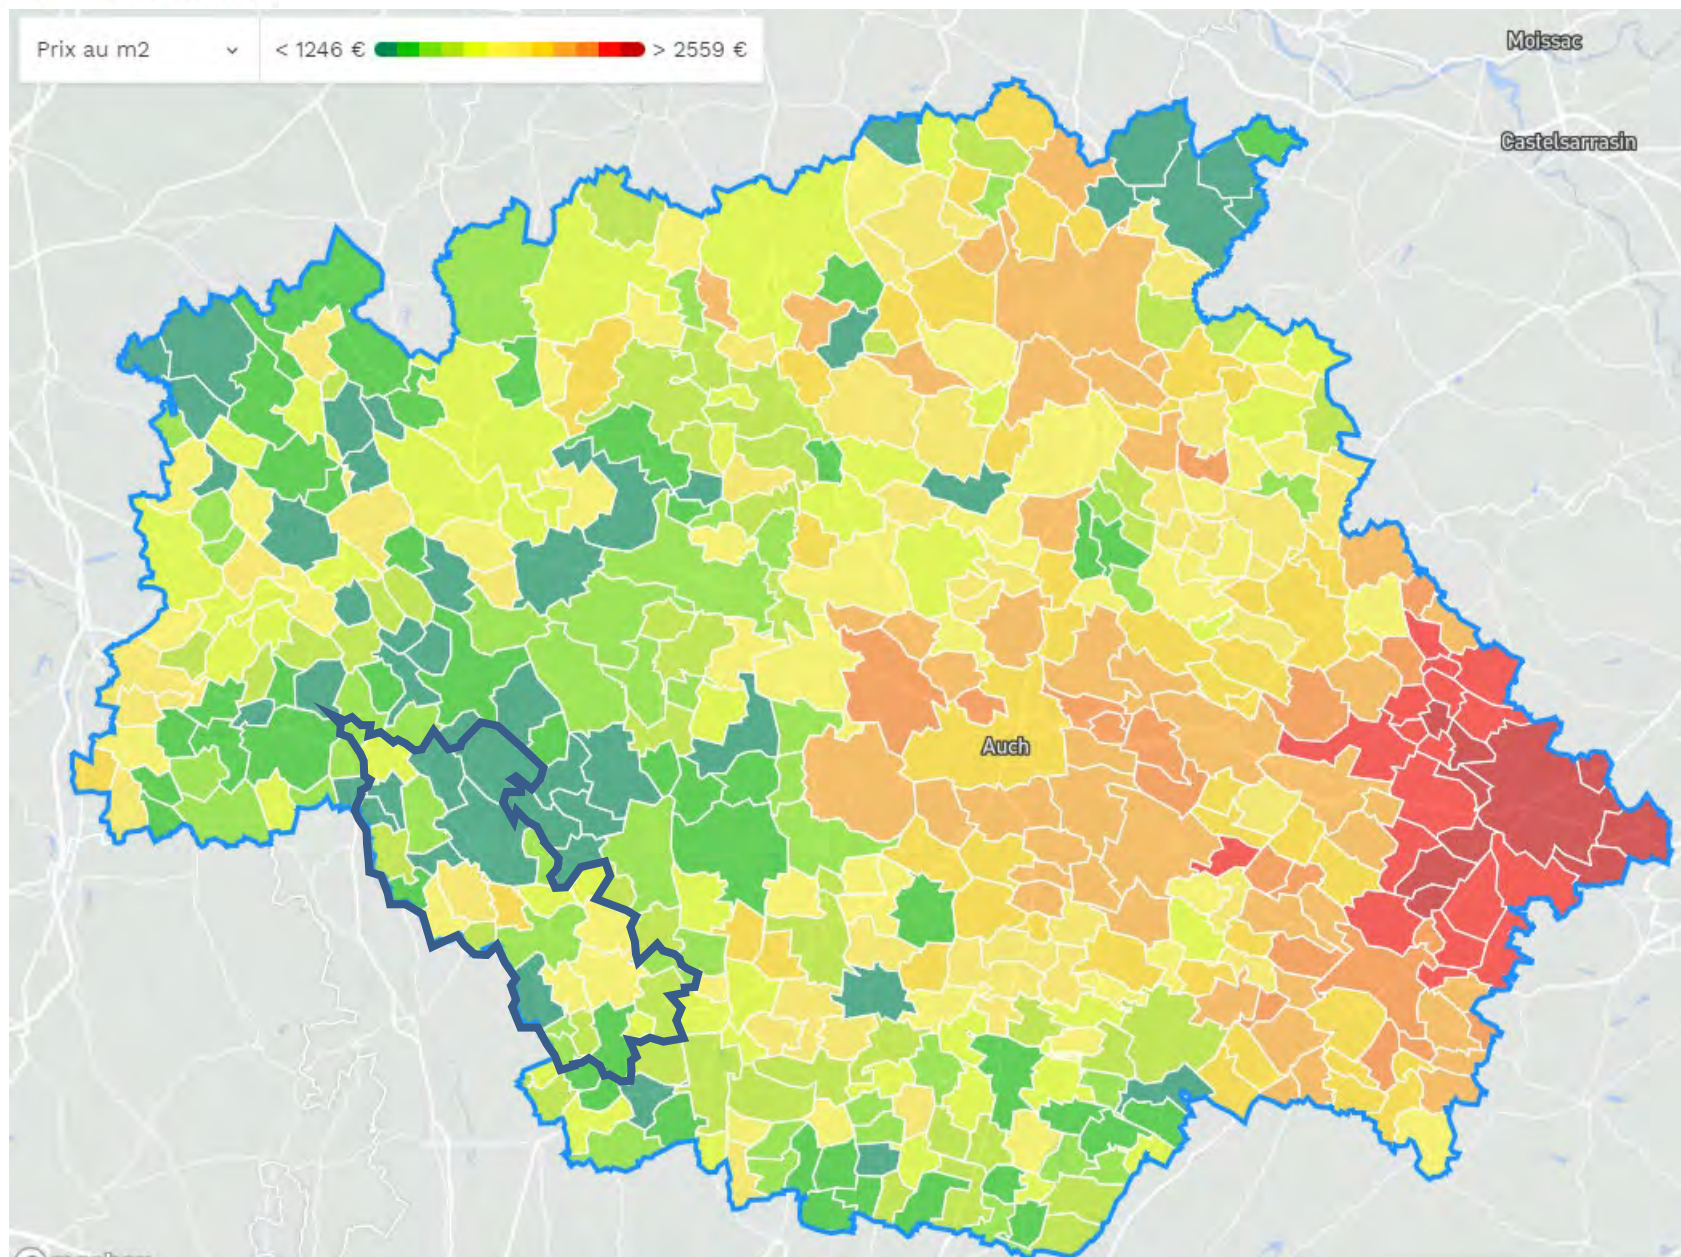 Prix au m2
< 1246 €
> 2559 €
Moissac
Castelsarrasin
Auch